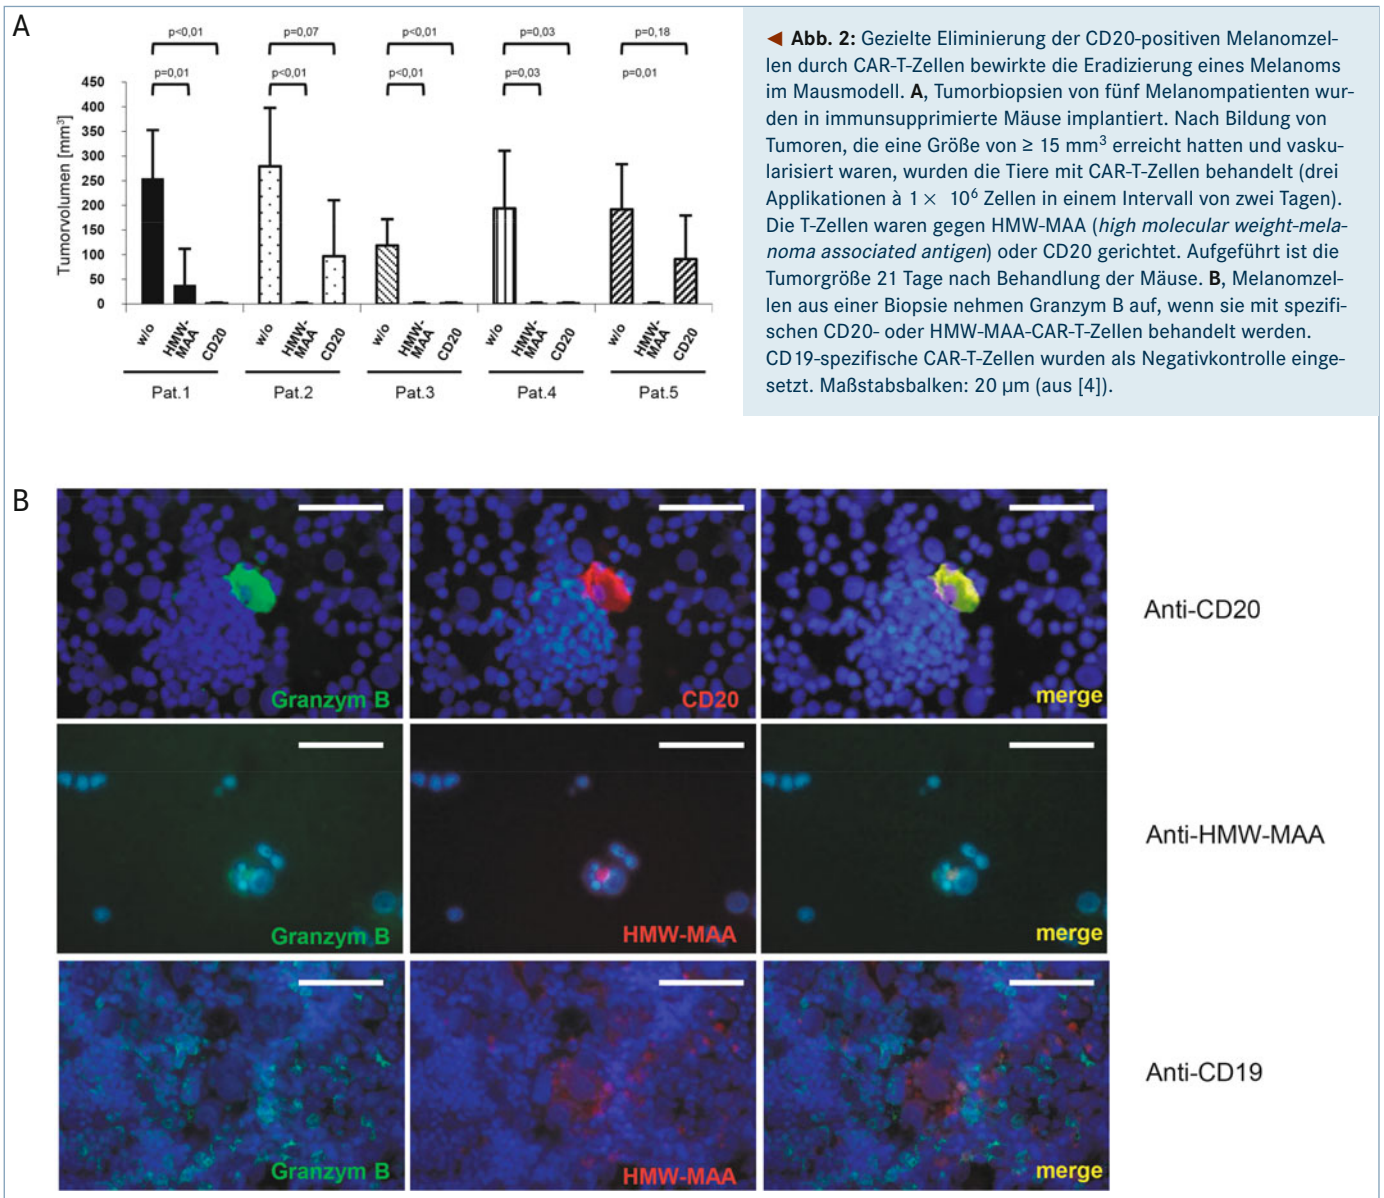 A
p<0,01
p=0,07
p<0,01
p=0,03
p=0,18
p=0,01
p<0,01
p<0,01
p=0,03
p=0,01
Tumorvolumen [mm³]
450
400
350
300
250
200
150
100
50
0
w/o
HMW-
MAA
CD20
w/o
HMW-
MAA
CD20
w/o
HMW-
MAA
CD20
w/o
HMW-
MAA
CD20
w/o
HMW-
MAA
CD20
Pat.1
Pat.2
Pat.3
Pat.4
Pat.5
◀ Abb. 2: Gezielte Eliminierung der CD20-positiven Melanomzel-
len durch CAR-T-Zellen bewirkte die Eradizierung eines Melanoms
im Mausmodell. A, Tumorbiopsien von fünf Melanompatienten wur-
den in immunsupprimierte Mäuse implantiert. Nach Bildung von
Tumoren, die eine Größe von ≥ 15 mm³ erreicht hatten und vasku-
larisiert waren, wurden die Tiere mit CAR-T-Zellen behandelt (drei
Applikationen à 1 × 10⁶ Zellen in einem Intervall von zwei Tagen).
Die T-Zellen waren gegen HMW-MAA (high molecular weight-mela-
noma associated antigen) oder CD20 gerichtet. Aufgeführt ist die
Tumorgröße 21 Tage nach Behandlung der Mäuse. B, Melanomzel-
len aus einer Biopsie nehmen Granzym B auf, wenn sie mit spezifi-
schen CD20- oder HMW-MAA-CAR-T-Zellen behandelt werden.
CD19-spezifische CAR-T-Zellen wurden als Negativkontrolle einge-
setzt. Maßstabsbalken: 20 µm (aus [4]).
B
Granzym B
CD20
merge
Anti-CD20
Granzym B
HMW-MAA
merge
Anti-HMW-MAA
Granzym B
HMW-MAA
merge
Anti-CD19